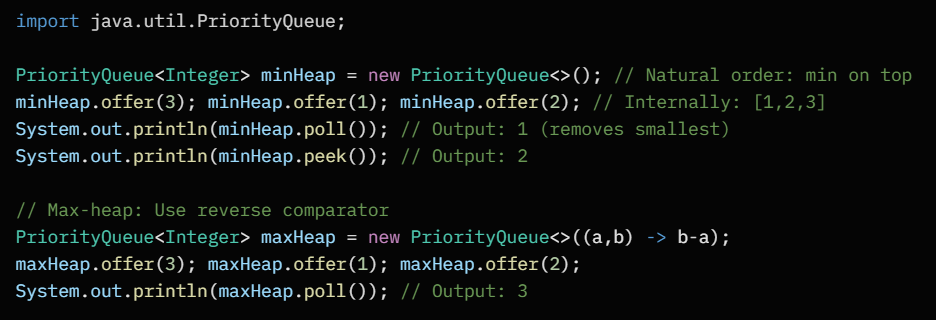 import java.util.PriorityQueue;
PriorityQueue<Integer> minHeap = new PriorityQueue<>(); // Natural order: min on top
minHeap.offer(3); minHeap.offer(1); minHeap.offer(2); // Internally: [1,2,3]
System.out.println(minHeap.poll()); // Output: 1 (removes smallest)
System.out.println(minHeap.peek()); // Output: 2
// Max-heap: Use reverse comparator
PriorityQueue<Integer> maxHeap = new PriorityQueue<>((a,b) -> b-a);
maxHeap.offer(3); maxHeap.offer(1); maxHeap.offer(2);
System.out.println(maxHeap.poll()); // Output: 3